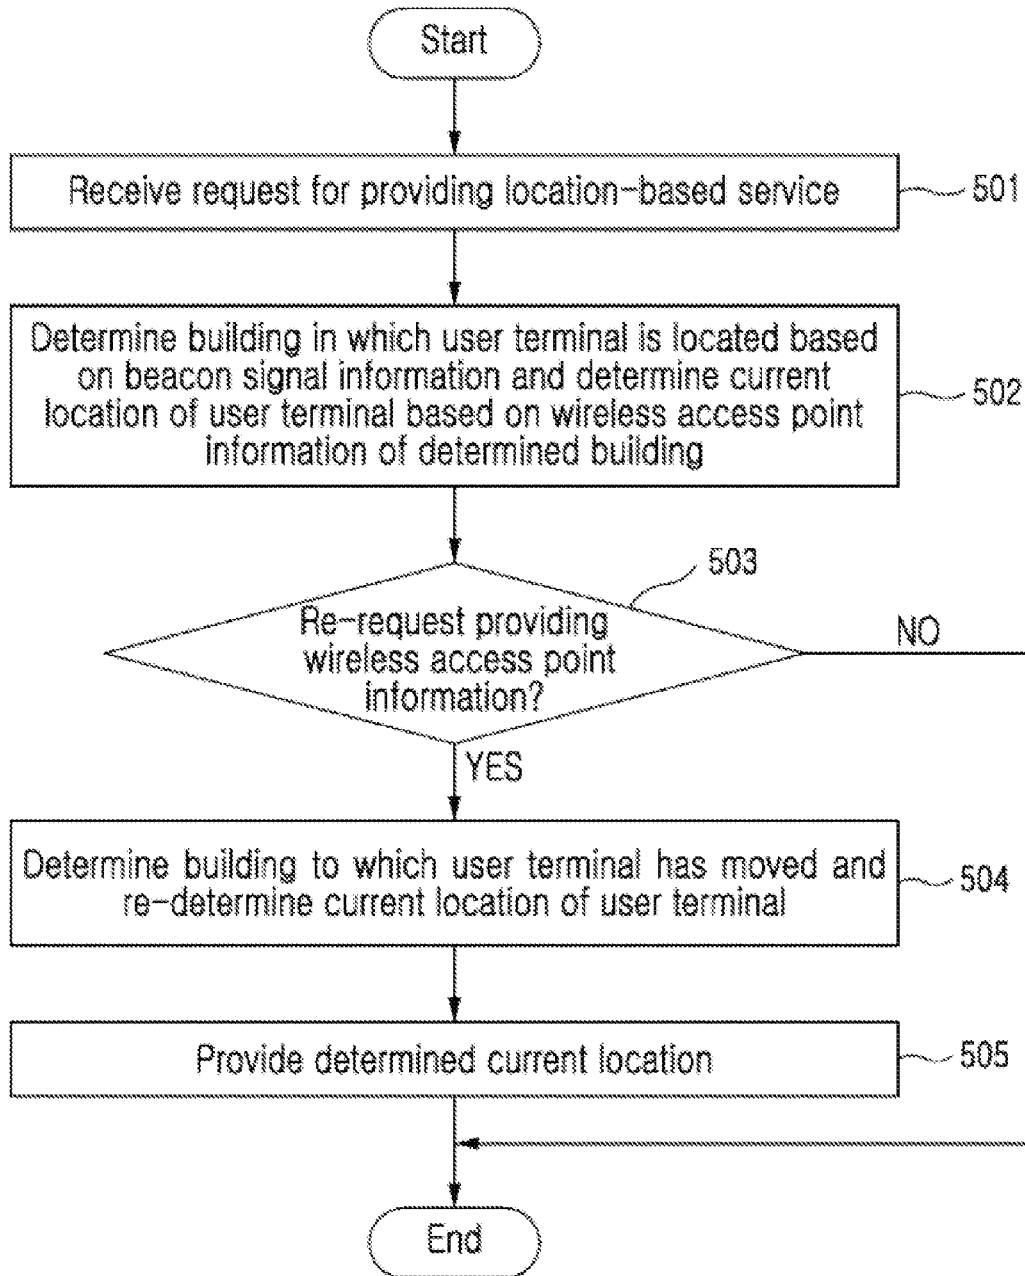 Start
Receive request for providing location-based service
501
Determine building in which user terminal is located based
on beacon signal information and determine current
location of user terminal based on wireless access point
information of determined building
502
503
Re-request providing
wireless access point
information?
NO
YES
Determine building to which user terminal has moved and
re-determine current location of user terminal
504
Provide determined current location
505
End